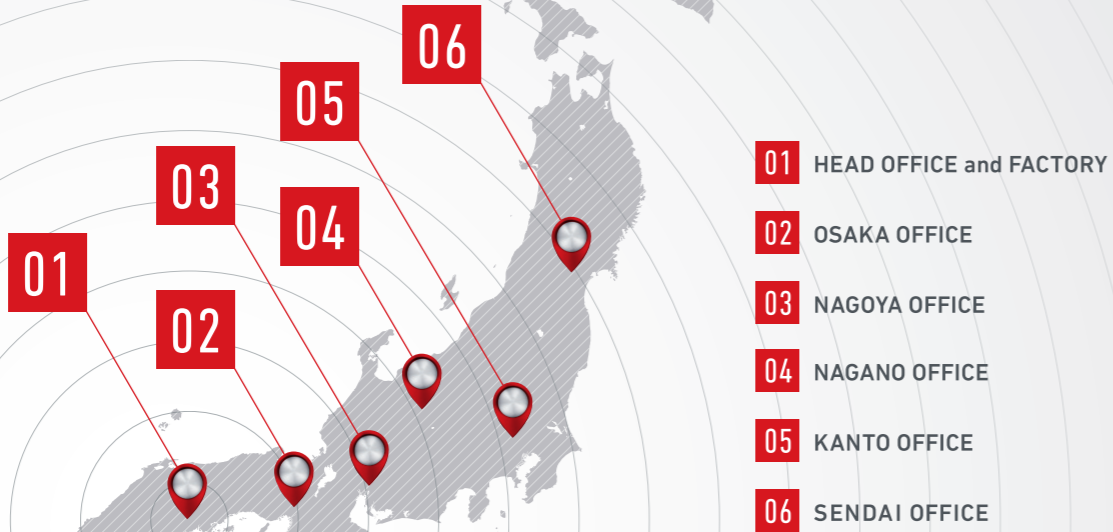 06
05
03
04
01
02
01 HEAD OFFICE and FACTORY
02 OSAKA OFFICE
03 NAGOYA OFFICE
04 NAGANO OFFICE
05 KANTO OFFICE
06 SENDAI OFFICE